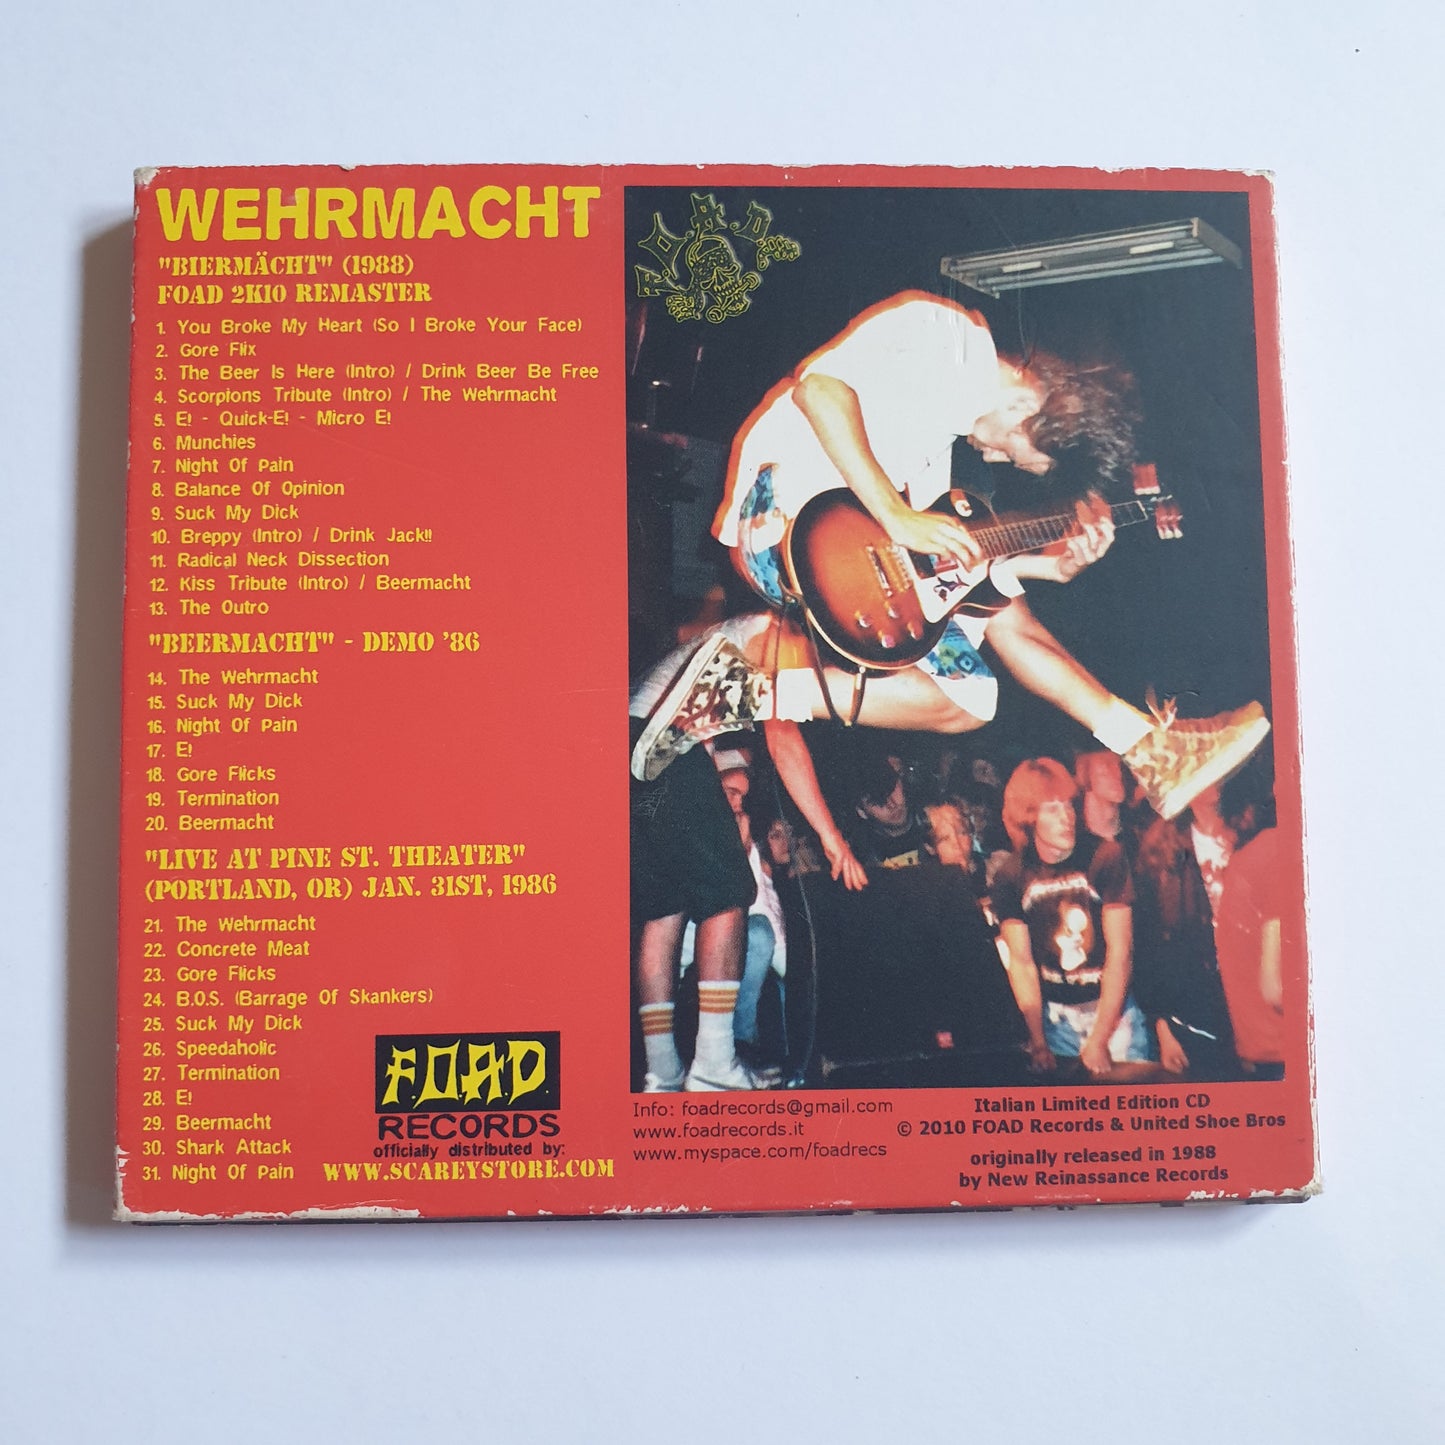 WEHRMACHT
"BIERMÄCHT" (1988)
FOAD 2K10 REMASTER
1. You Broke My Heart (So I Broke Your Face)
2. Gore Flix
3. The Beer Is Here (Intro) / Drink Beer Be Free
4. Scorpions Tribute (Intro) / The Wehrmacht
5. E! - Quick-E! - Micro E!
6. Munchies
7. Night Of Pain
8. Balance Of Opinion
9. Suck My Dick
10. Breppy (Intro) / Drink Jack!!
11. Radical Neck Dissection
12. Kiss Tribute (Intro) / Beermacht
13. The Outro
"BEERMACHT" - DEMO '86
14. The Wehrmacht
15. Suck My Dick
16. Night Of Pain
17. E!
18. Gore Flicks
19. Termination
20. Beermacht
"LIVE AT PINE ST. THEATER"
(PORTLAND, OR) JAN. 31ST, 1986
21. The Wehrmacht
22. Concrete Meat
23. Gore Flicks
24. B.O.S. (Barrage Of Skankers)
25. Suck My Dick
26. Speedaholic
27. Termination
28. E!
29. Beermacht
30. Shark Attack
31. Night Of Pain
F.O.A.D.
RECORDS
officially distributed by:
WWW.SCAREYSTORE.COM
F.O.A.D.
Info: foadrecords@gmail.com
www.foadrecords.it
www.myspace.com/foadrecs
Italian Limited Edition CD
© 2010 FOAD Records & United Shoe Bros
originally released in 1988
by New Reinassance Records